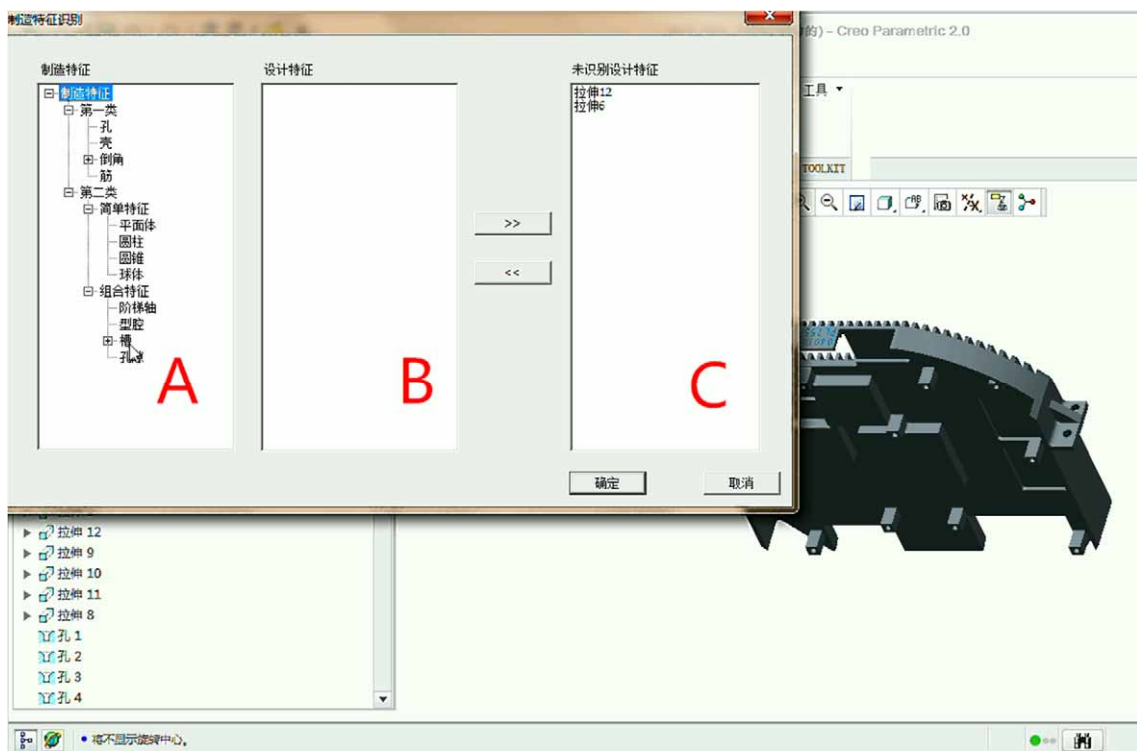 制造特征识别
的) - Creo Parametric 2.0
制造特征
设计特征
未识别设计特征
制造特征
第一类
孔
壳
倒角
筋
第二类
简单特征
平面体
圆柱
圆锥
球体
组合特征
阶梯轴
型腔
槽
拉伸12
拉伸6
>>
<<
A
B
C
确定
取消
工具
TOOLKIT
拉伸 12
拉伸 9
拉伸 10
拉伸 11
拉伸 8
孔 1
孔 2
孔 3
孔 4
将不显示旋转中心。